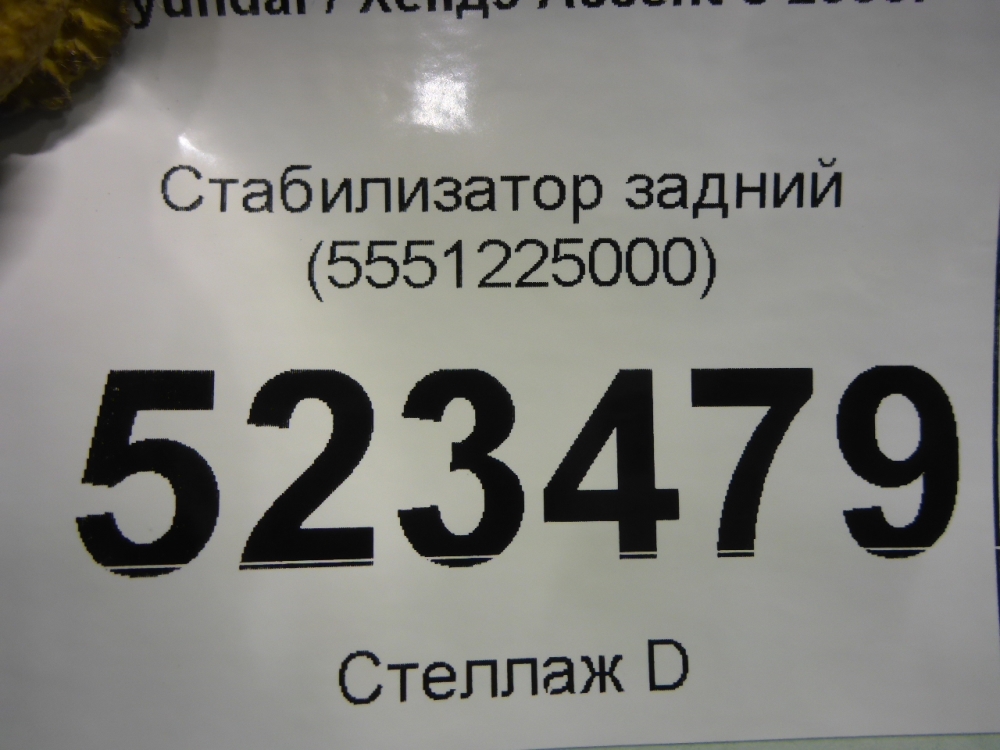 Стабилизатор задний
(5551225000)
523479
Стеллаж D